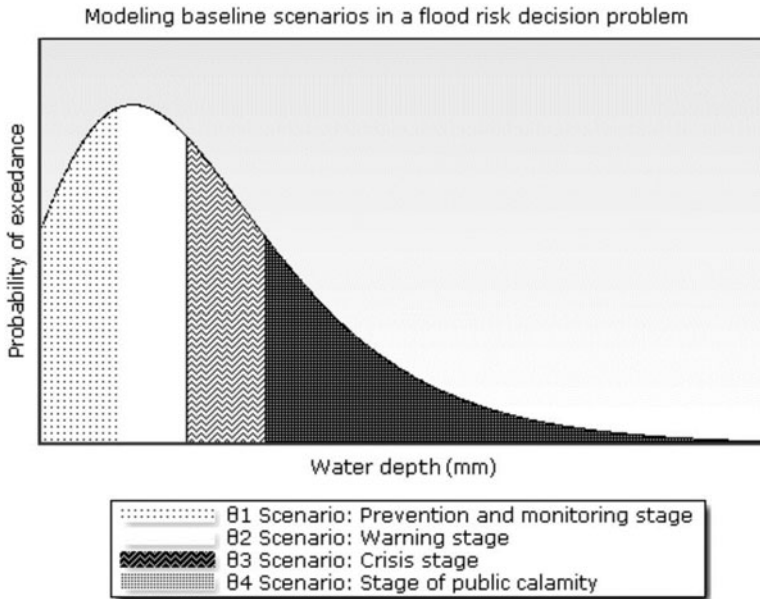 Modeling baseline scenarios in a flood risk decision problem
Probability of excedance
Water depth (mm)
θ1 Scenario: Prevention and monitoring stage
θ2 Scenario: Warning stage
θ3 Scenario: Crisis stage
θ4 Scenario: Stage of public calamity